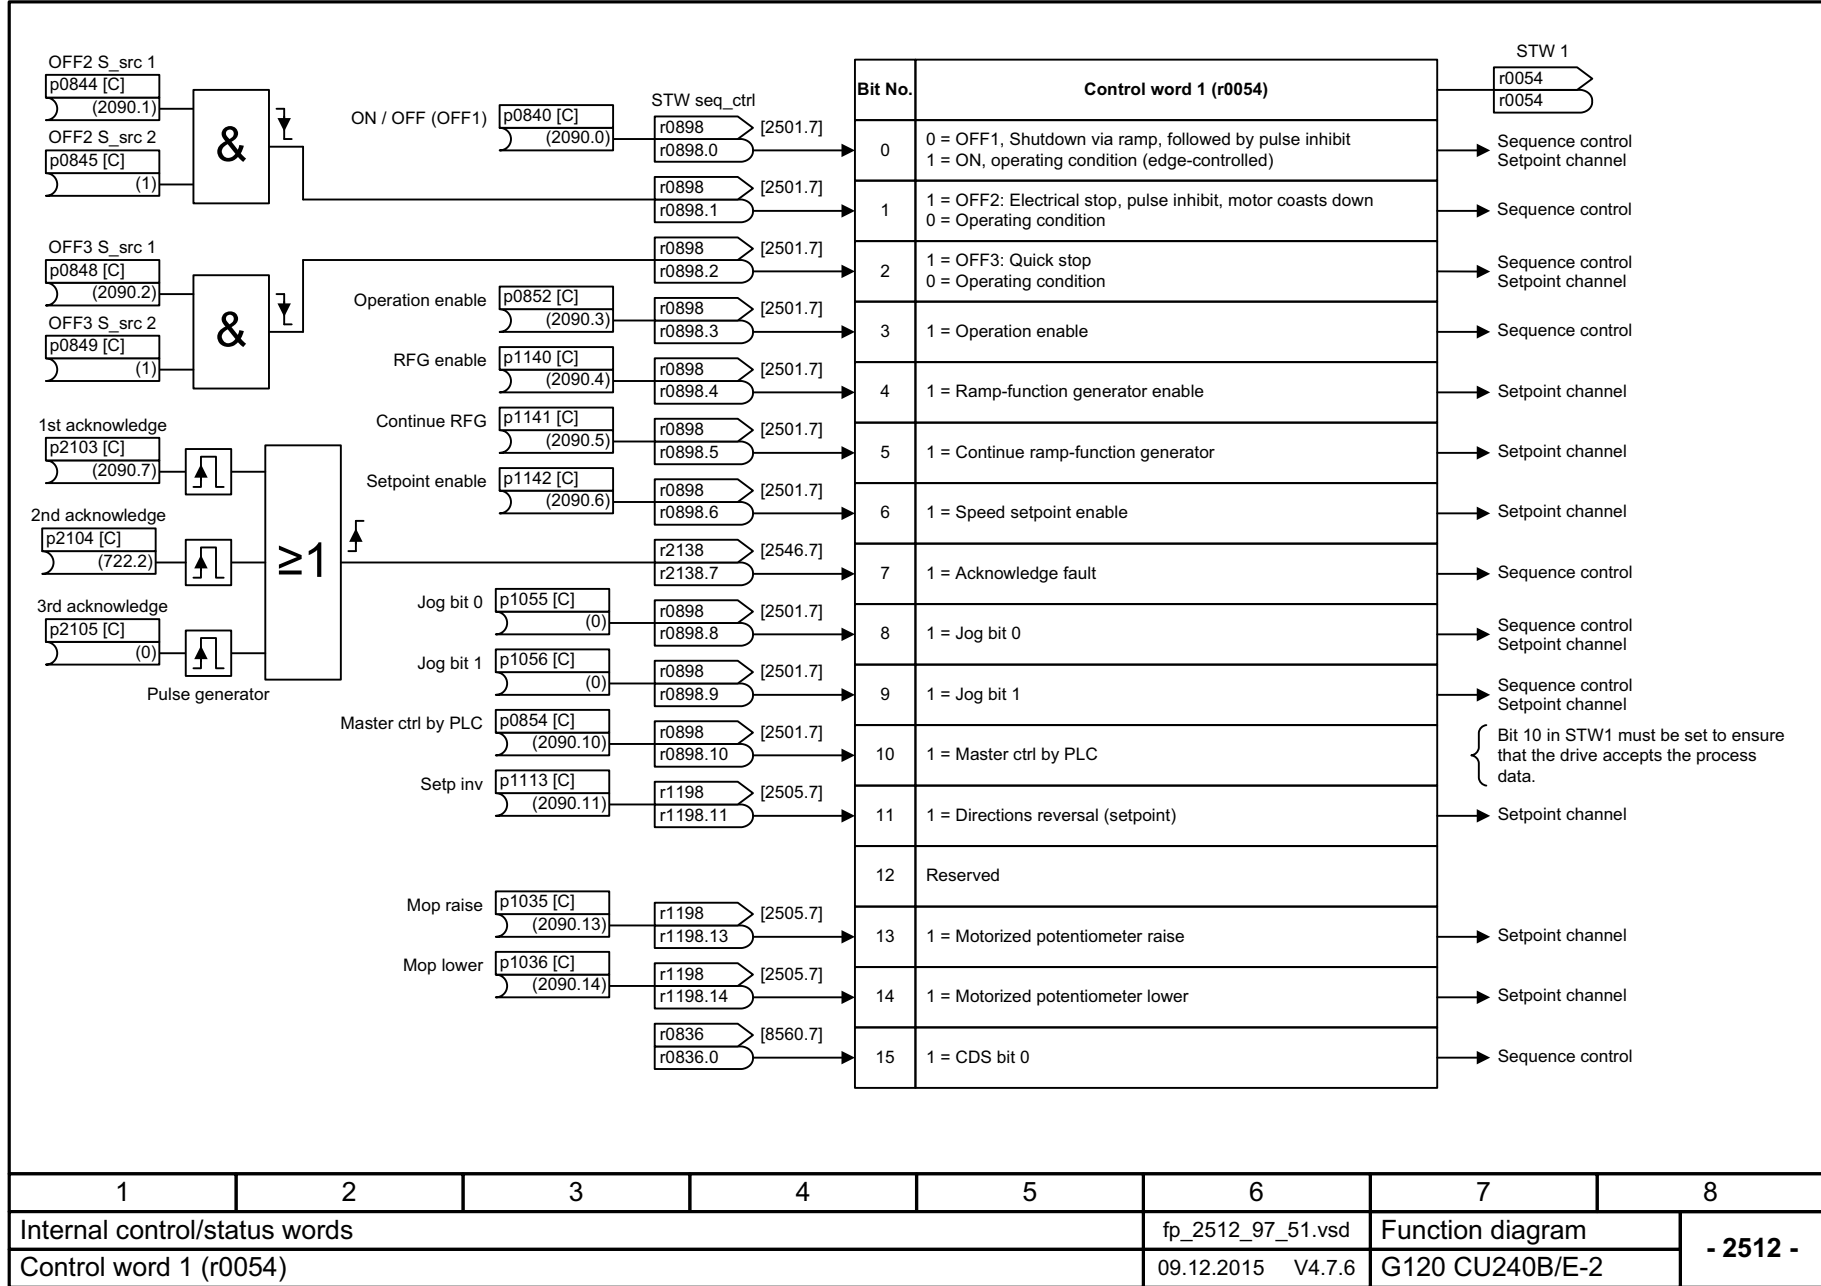 OFF2 S_src 1
p0844 [C]
(2090.1)
OFF2 S_src 2
p0845 [C]
(1)
&
OFF3 S_src 1
p0848 [C]
(2090.2)
OFF3 S_src 2
p0849 [C]
(1)
&
1st acknowledge
p2103 [C]
(2090.7)
2nd acknowledge
p2104 [C]
(722.2)
3rd acknowledge
p2105 [C]
(0)
Pulse generator
≥1
ON / OFF (OFF1)
p0840 [C]
(2090.0)
Operation enable
p0852 [C]
(2090.3)
RFG enable
p1140 [C]
(2090.4)
Continue RFG
p1141 [C]
(2090.5)
Setpoint enable
p1142 [C]
(2090.6)
Jog bit 0
p1055 [C]
(0)
Jog bit 1
p1056 [C]
(0)
Master ctrl by PLC
p0854 [C]
(2090.10)
Setp inv
p1113 [C]
(2090.11)
Mop raise
p1035 [C]
(2090.13)
Mop lower
p1036 [C]
(2090.14)
STW seq_ctrl
r0898 [2501.7]
r0898.0
r0898 [2501.7]
r0898.1
r0898 [2501.7]
r0898.2
r0898 [2501.7]
r0898.3
r0898 [2501.7]
r0898.4
r0898 [2501.7]
r0898.5
r0898 [2501.7]
r0898.6
r2138 [2546.7]
r2138.7
r0898 [2501.7]
r0898.8
r0898 [2501.7]
r0898.9
r0898 [2501.7]
r0898.10
r1198 [2505.7]
r1198.11
r1198 [2505.7]
r1198.13
r1198 [2505.7]
r1198.14
r0836 [8560.7]
r0836.0
Bit No. Control word 1 (r0054)
STW 1
r0054
r0054
0
0 = OFF1, Shutdown via ramp, followed by pulse inhibit
1 = ON, operating condition (edge-controlled)
Sequence control
Setpoint channel
1
1 = OFF2: Electrical stop, pulse inhibit, motor coasts down
0 = Operating condition
Sequence control
2
1 = OFF3: Quick stop
0 = Operating condition
Sequence control
Setpoint channel
3 1 = Operation enable Sequence control
4 1 = Ramp-function generator enable Setpoint channel
5 1 = Continue ramp-function generator Setpoint channel
6 1 = Speed setpoint enable Setpoint channel
7 1 = Acknowledge fault Sequence control
8 1 = Jog bit 0
Sequence control
Setpoint channel
9 1 = Jog bit 1
Sequence control
Setpoint channel
10 1 = Master ctrl by PLC
Bit 10 in STW1 must be set to ensure
that the drive accepts the process
data.
11 1 = Directions reversal (setpoint) Setpoint channel
12 Reserved
13 1 = Motorized potentiometer raise Setpoint channel
14 1 = Motorized potentiometer lower Setpoint channel
15 1 = CDS bit 0 Sequence control
1 2 3 4 5 6 7 8
Internal control/status words fp_2512_97_51.vsd Function diagram
- 2512 -
Control word 1 (r0054) 09.12.2015 V4.7.6 G120 CU240B/E-2